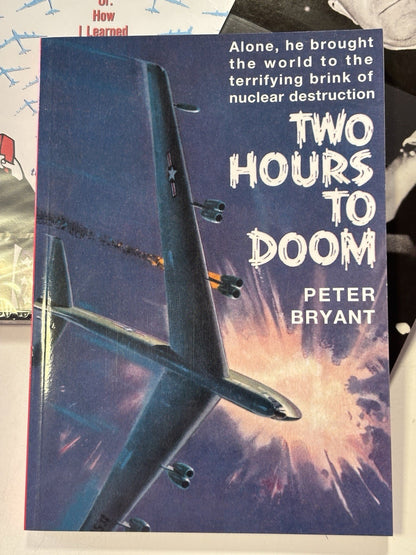 or:
How
I Learned
Alone, he brought
the world to the
terrifying brink of
nuclear destruction
TWO
HOURS
TO
DOOM
PETER
BRYANT